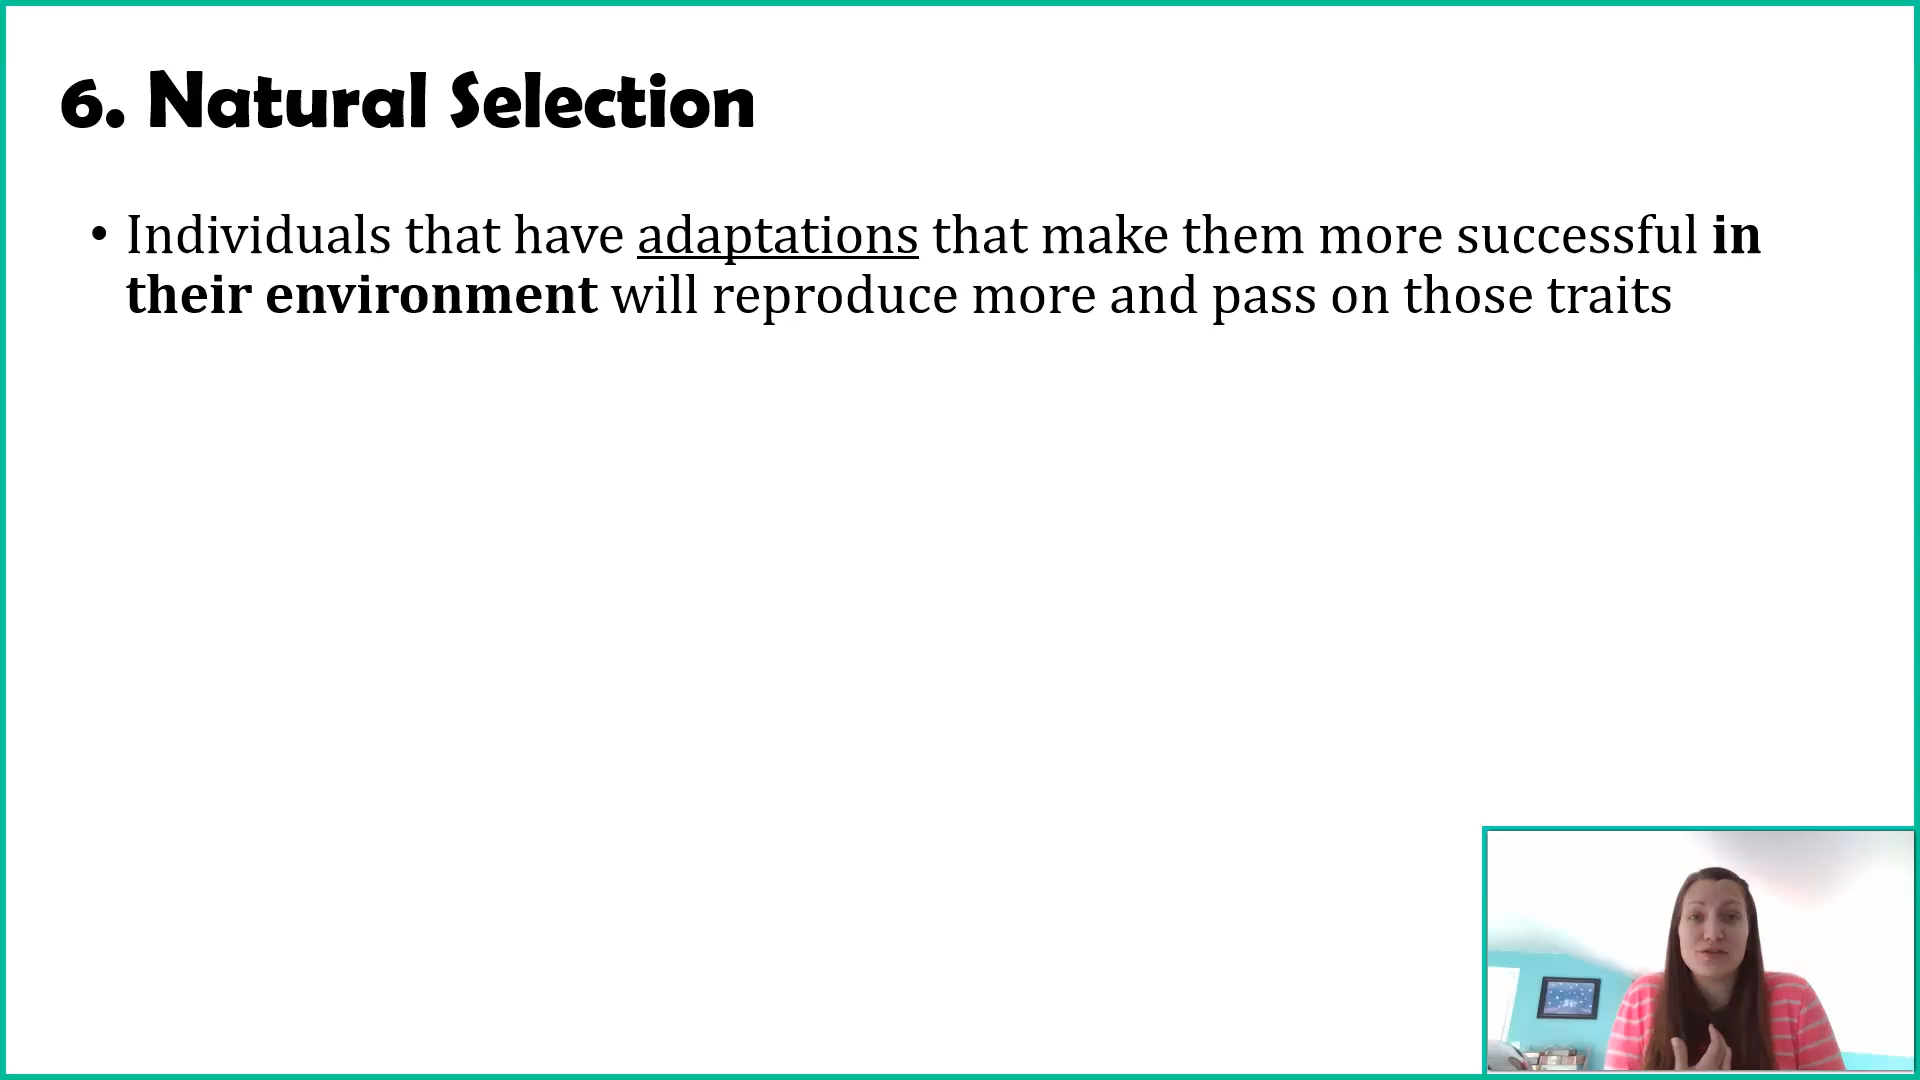 6. Natural Selection
• Individuals that have adaptations that make them more successful in
their environment will reproduce more and pass on those traits